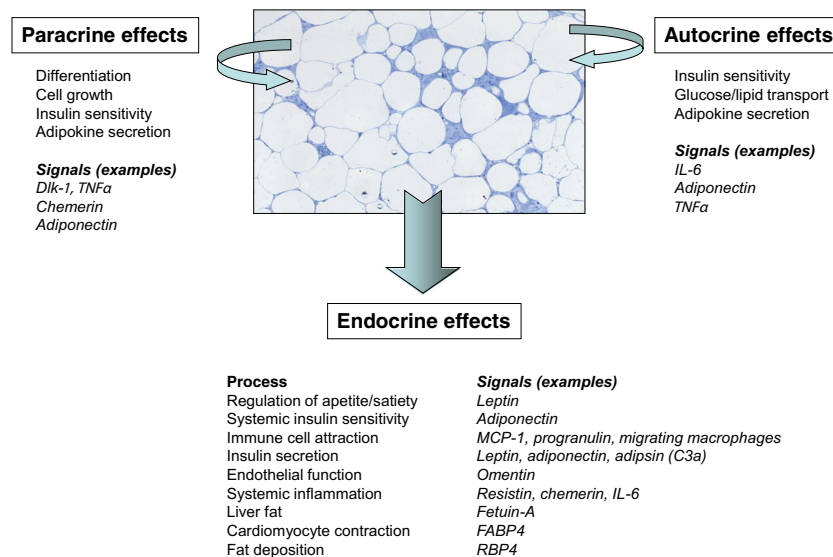 Paracrine effects
Differentiation
Cell growth
Insulin sensitivity
Adipokine secretion
Signals (examples)
Dlk-1, TNFα
Chemerin
Adiponectin
Autocrine effects
Insulin sensitivity
Glucose/lipid transport
Adipokine secretion
Signals (examples)
IL-6
Adiponectin
TNFα
Endocrine effects
Process Signals (examples)
Regulation of apetite/satiety Leptin
Systemic insulin sensitivity Adiponectin
Immune cell attraction MCP-1, progranulin, migrating macrophages
Insulin secretion Leptin, adiponectin, adipsin (C3a)
Endothelial function Omentin
Systemic inflammation Resistin, chemerin, IL-6
Liver fat Fetuin-A
Cardiomyocyte contraction FABP4
Fat deposition RBP4